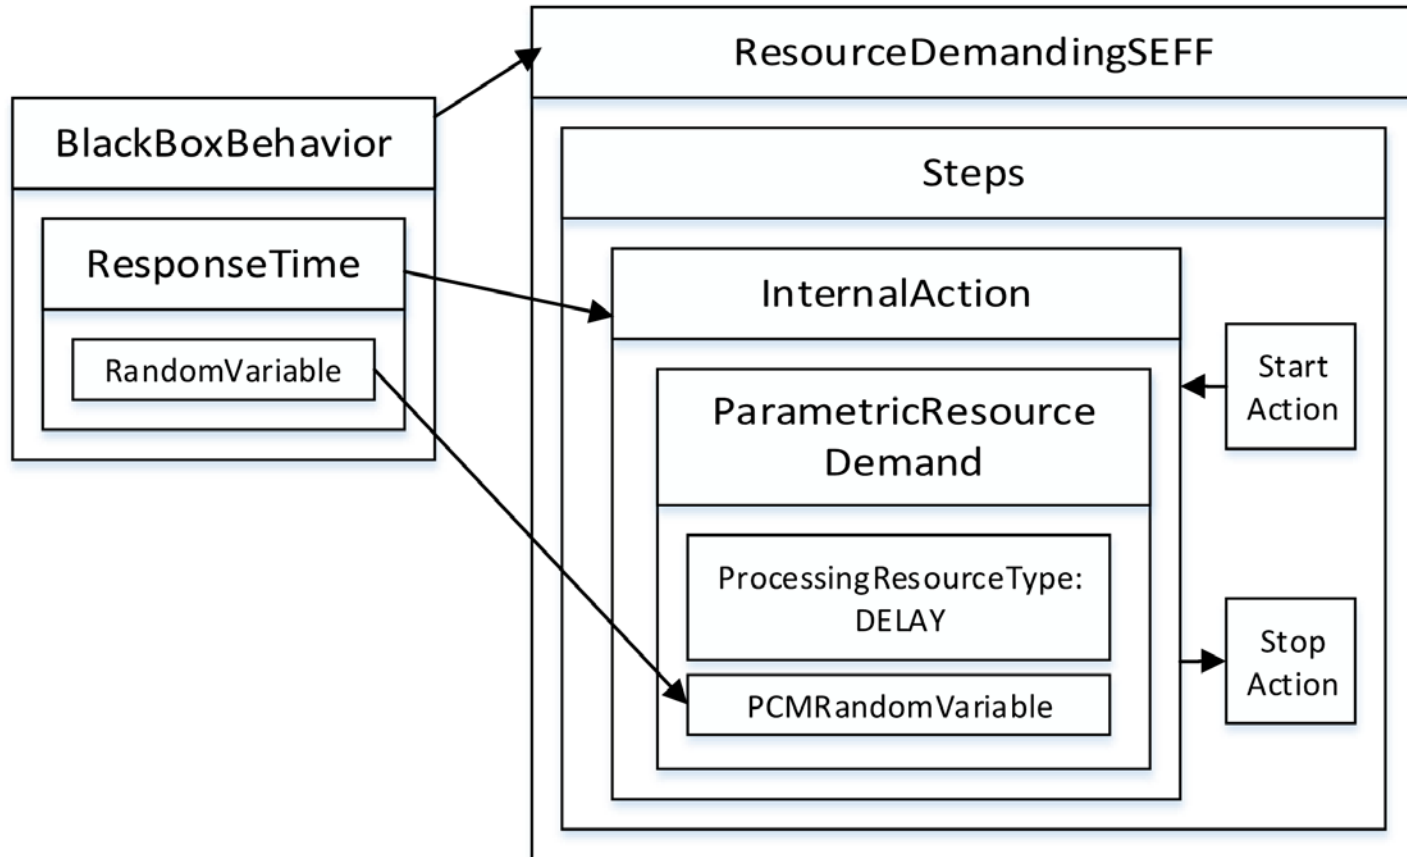 ResourceDemandingSEFF
BlackBoxBehavior
Steps
ResponseTime
InternalAction
RandomVariable
Start
Action
ParametricResource
Demand
ProcessingResourceType:
DELAY
Stop
Action
PCMRandomVariable